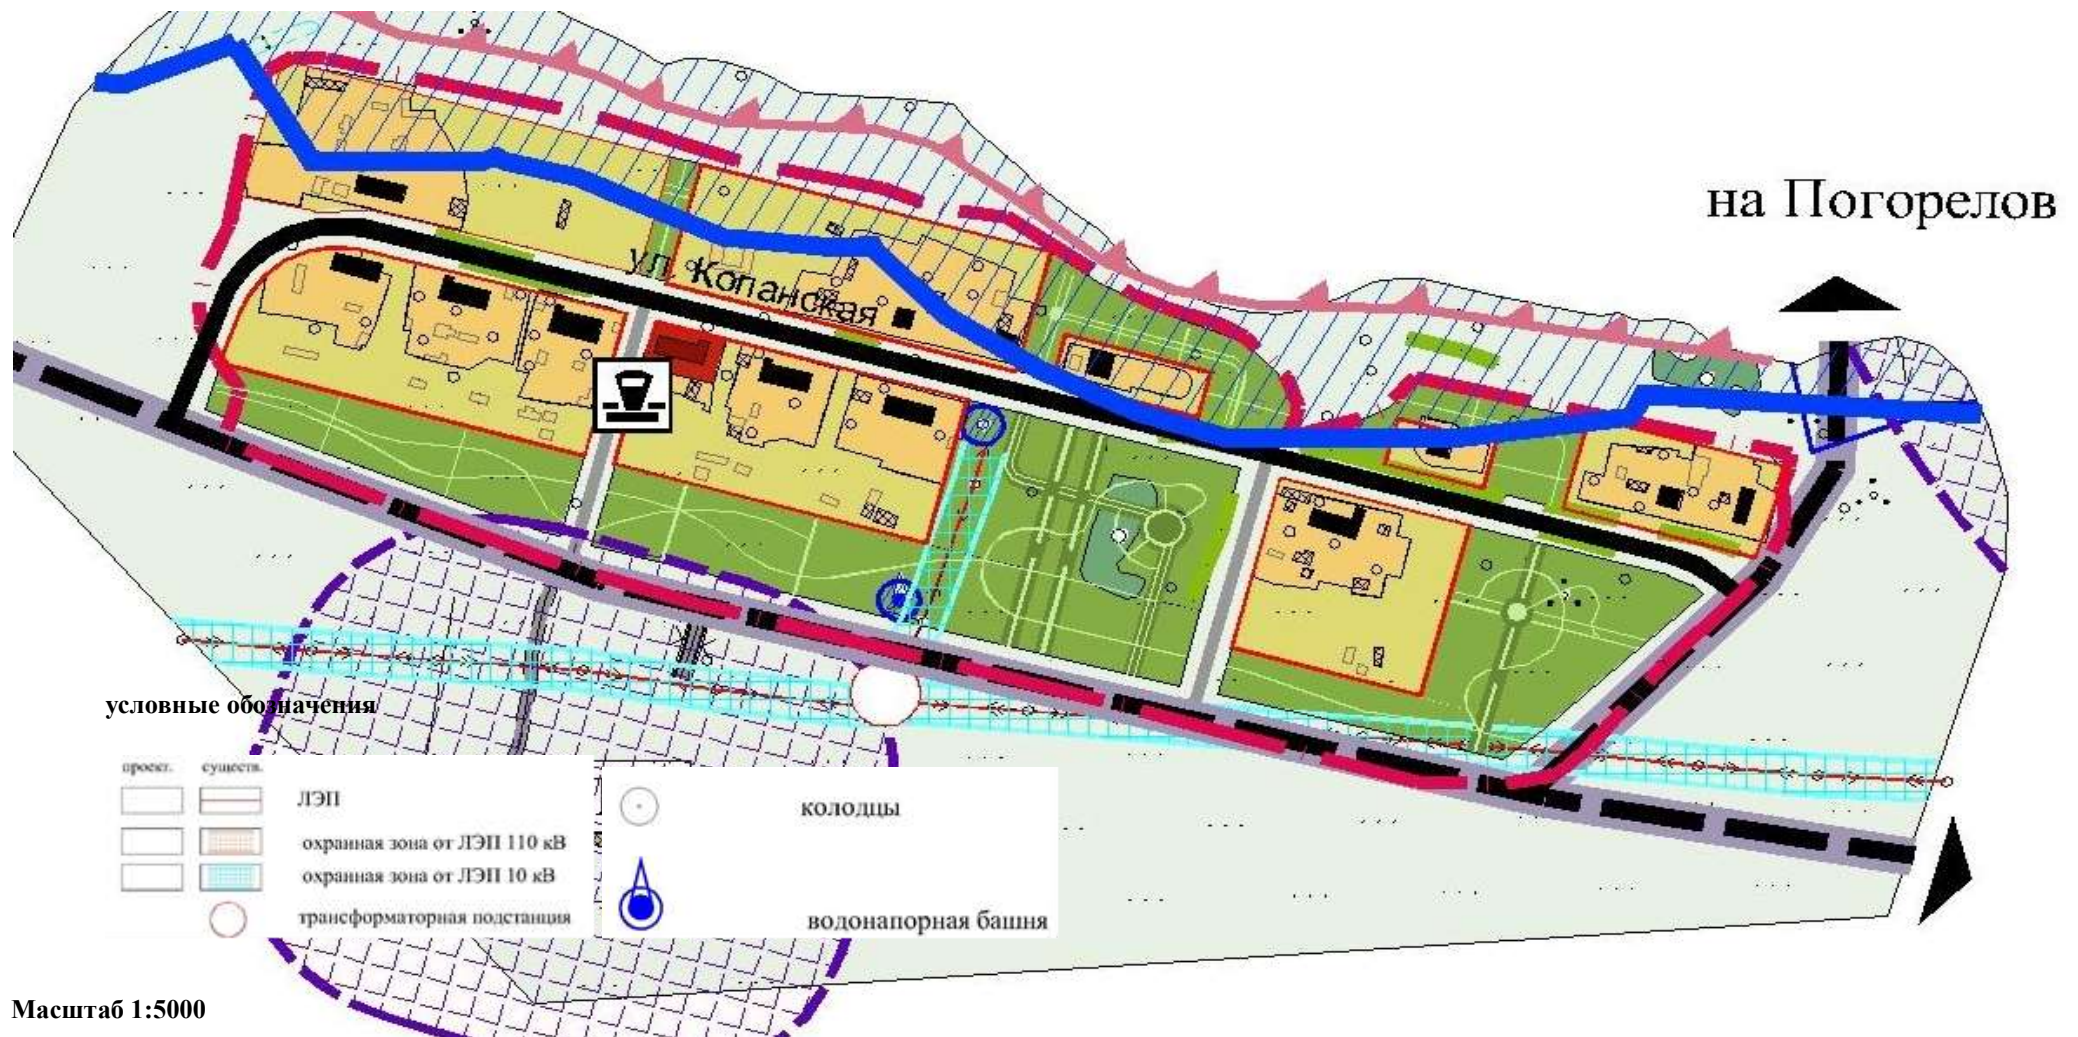 на Погорелов
ул. Копанская
условные обозначения
проект. существ.
ЛЭП
охранная зона от ЛЭП 110 кВ
охранная зона от ЛЭП 10 кВ
трансформаторная подстанция
колодцы
водонапорная башня
Масштаб 1:5000